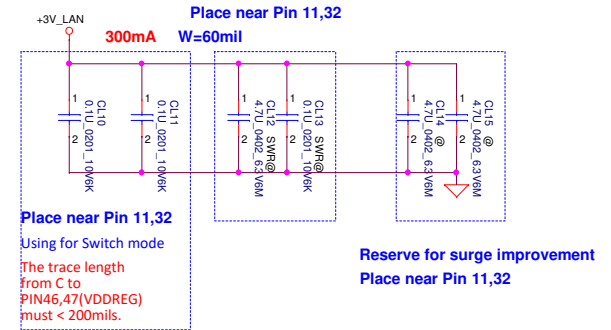 Place near Pin 11,32
+3V_LAN
300mA W=60mil
1
2
CL10
0.1U_0201_10V6K
1
2
CL11
0.1U_0201_10V6K
1
2
CL12 SWR@
4.7U_0402_6.3V6M
1
2
CL13 SWR@
0.1U_0201_10V6K
1
2
CL14 @
4.7U_0402_6.3V6M
1
2
CL15 @
4.7U_0402_6.3V6M
Place near Pin 11,32
Using for Switch mode
The trace length
from C to
PIN46,47(VDDREG)
must < 200mils.
Reserve for surge improvement
Place near Pin 11,32